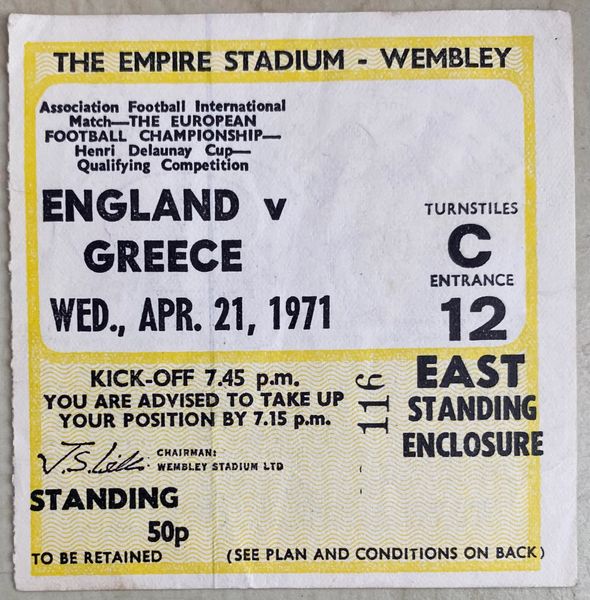 THE EMPIRE STADIUM - WEMBLEY
Association Football International
Match—THE EUROPEAN
FOOTBALL CHAMPIONSHIP—
Henri Delaunay Cup—
Qualifying Competition
ENGLAND v
GREECE
WED., APR. 21, 1971
TURNSTILES
C
ENTRANCE
12
EAST
STANDING
ENCLOSURE
KICK-OFF 7.45 p.m.
YOU ARE ADVISED TO TAKE UP
YOUR POSITION BY 7.15 p.m.
116
CHAIRMAN:
WEMBLEY STADIUM LTD
STANDING
50p
TO BE RETAINED
(SEE PLAN AND CONDITIONS ON BACK)